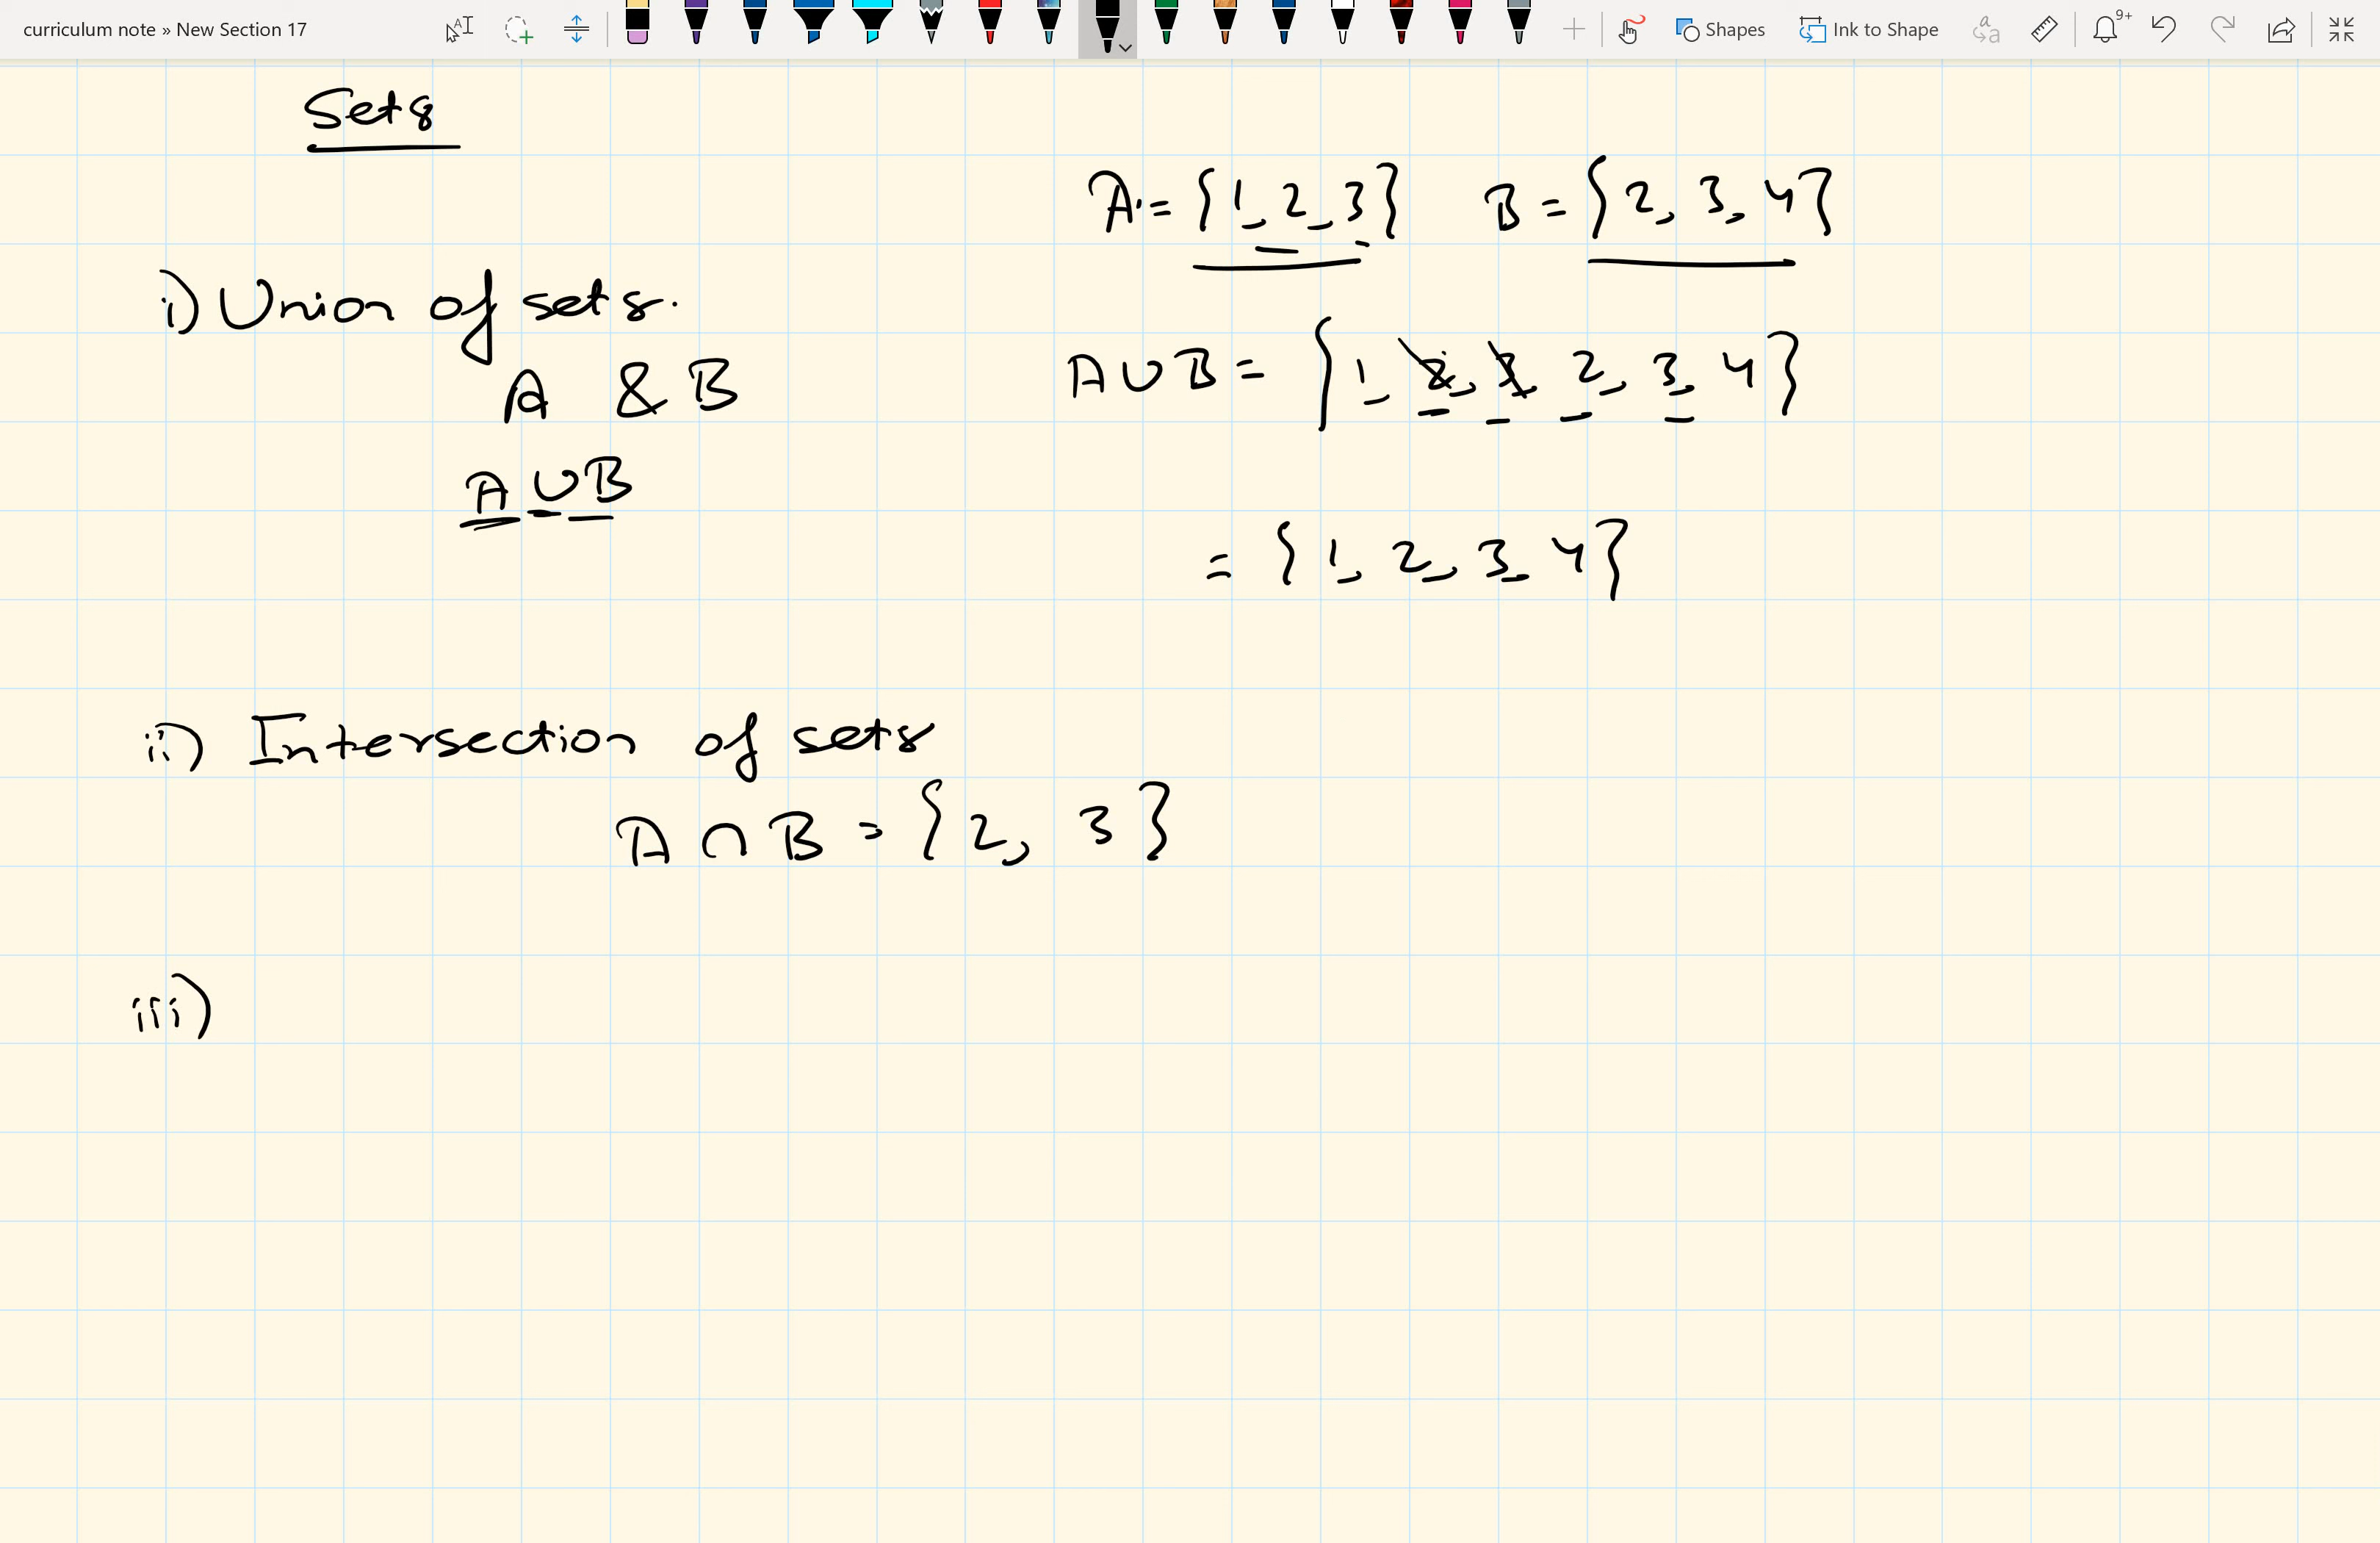 curriculum note » New Section 17
Shapes
Ink to Shape
9+
Sets
A = {1, 2, 3} B = {2, 3, 4}
i) Union of sets.
A & B
A ∪ B = {1, 2, 3, 2, 3, 4}
A ∪ B
= {1, 2, 3, 4}
ii) Intersection of sets
A ∩ B = {2, 3}
iii)